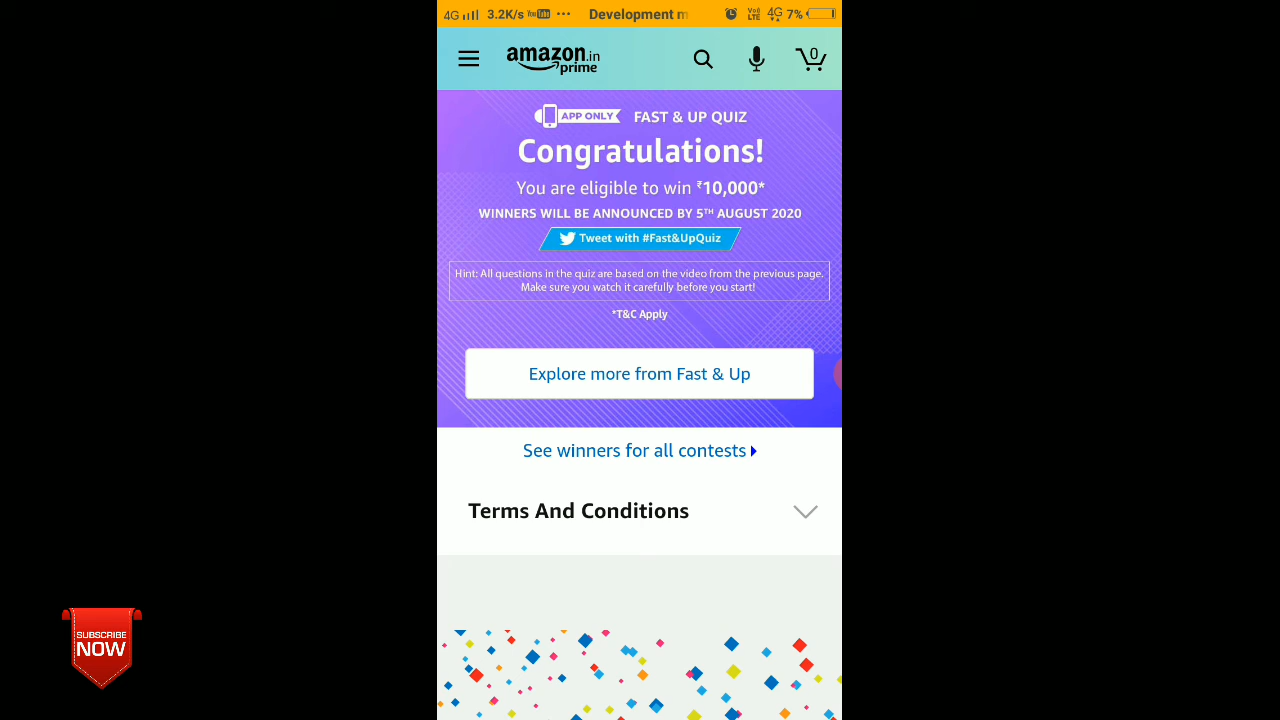 4G 3.2K/s YouTube ... Development m VoLTE 4G 7%
amazon.in
prime
0
APP ONLY FAST & UP QUIZ
Congratulations!
You are eligible to win ₹10,000*
WINNERS WILL BE ANNOUNCED BY 5TH AUGUST 2020
Tweet with #Fast&UpQuiz
Hint: All questions in the quiz are based on the video from the previous page.
Make sure you watch it carefully before you start!
*T&C Apply
Explore more from Fast & Up
See winners for all contests
Terms And Conditions
SUBSCRIBE
NOW